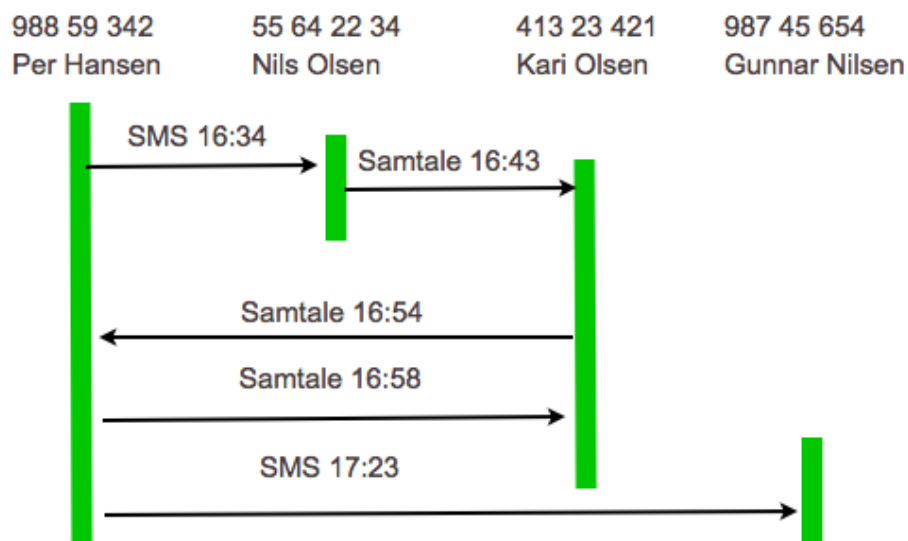 988 59 342 55 64 22 34 413 23 421 987 45 654
Per Hansen Nils Olsen Kari Olsen Gunnar Nilsen
SMS 16:34
Samtale 16:43
Samtale 16:54
Samtale 16:58
SMS 17:23